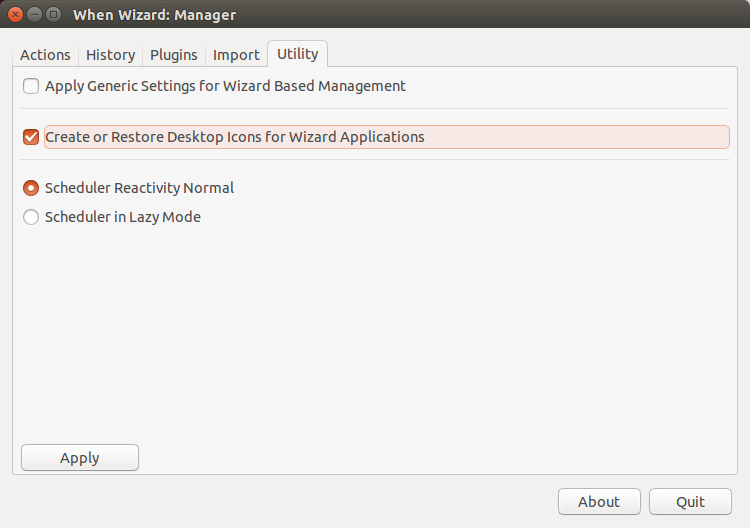 When Wizard: Manager
Actions History Plugins Import Utility
Apply Generic Settings for Wizard Based Management
Create or Restore Desktop Icons for Wizard Applications
Scheduler Reactivity Normal
Scheduler in Lazy Mode
Apply
About Quit